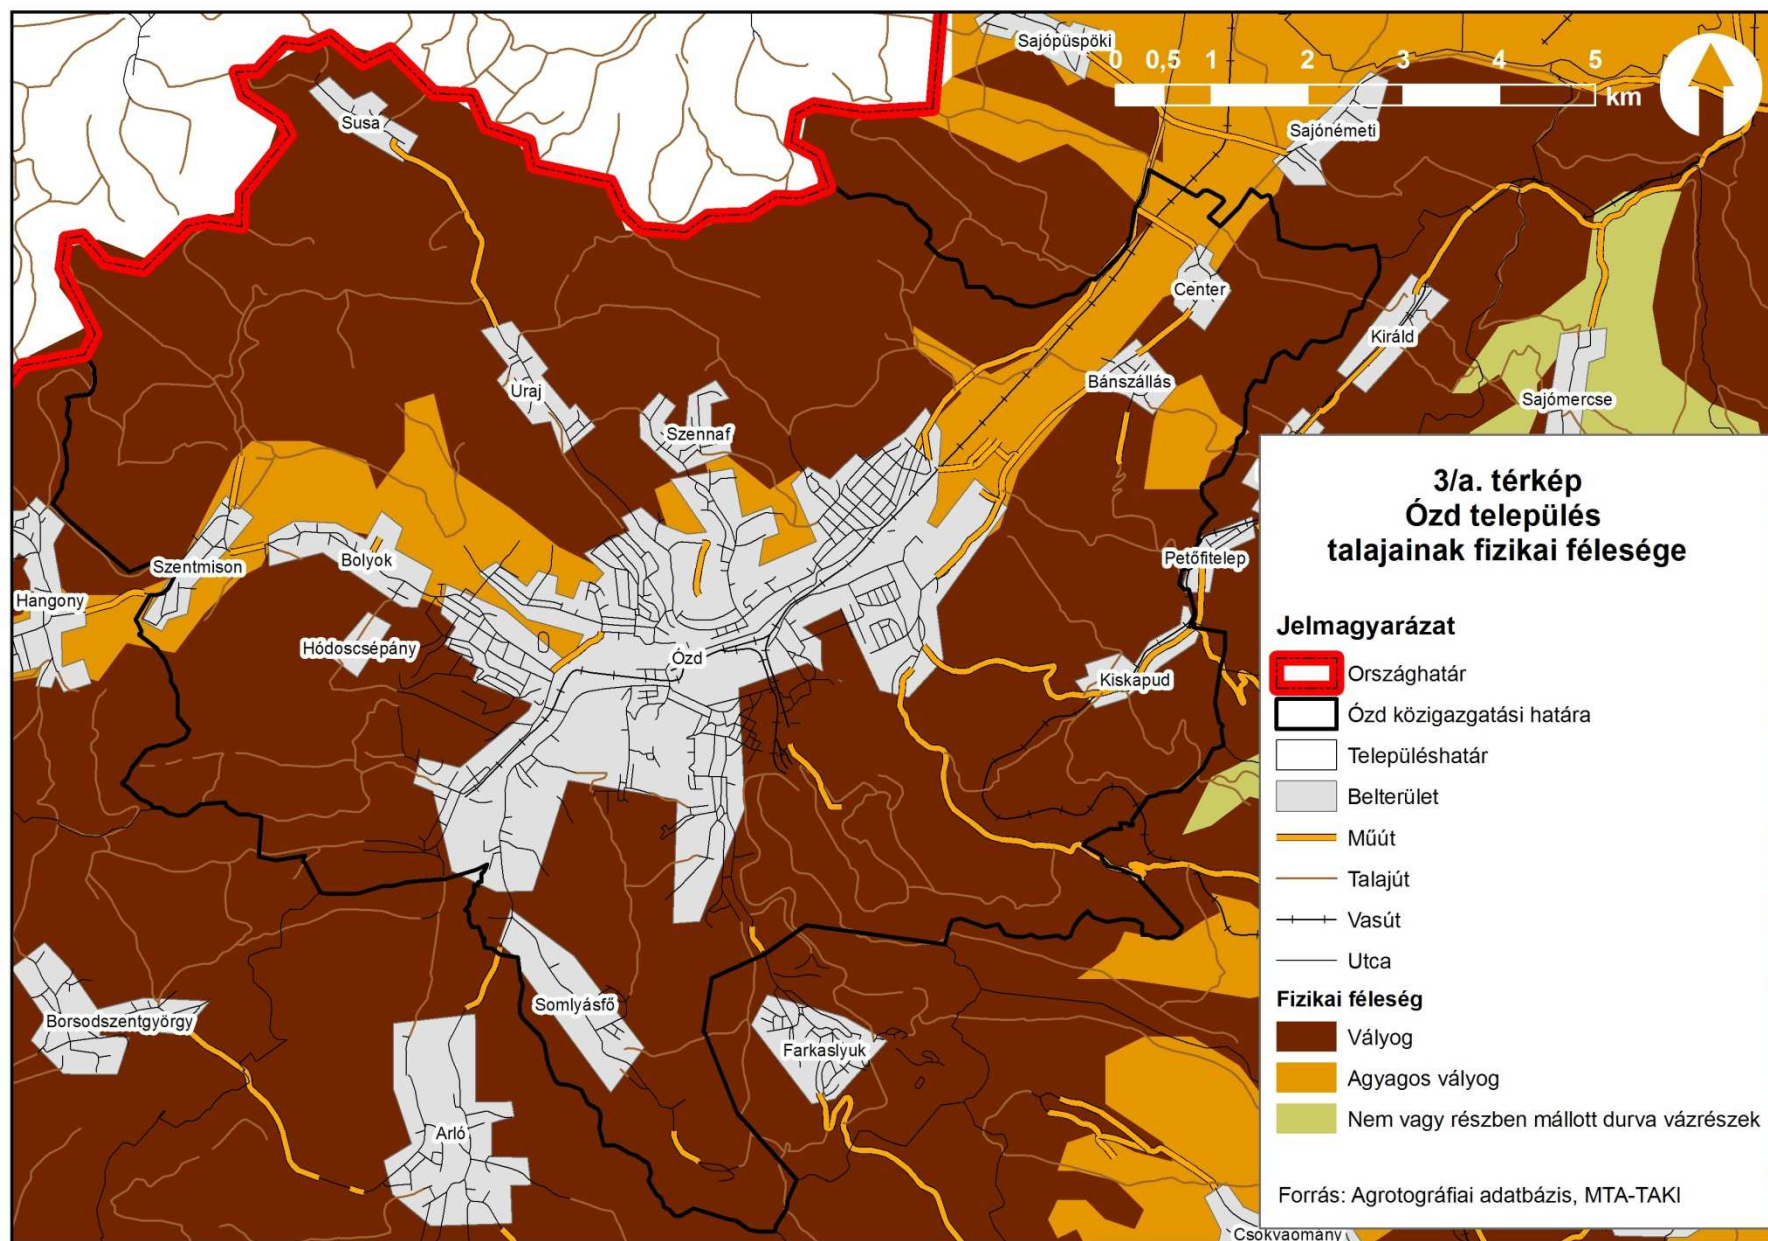 Sajópüspöki
0 0,5 1 2 3 4 5
km
Susa
Sajónémeti
Center
Királd
Uraj
Bánszállás
Sajómercse
Szennaf
3/a. térkép
Ózd település
talajainak fizikai félesége
Szentmison
Bolyok
Petőfitelep
Hangony
Hódoscsépány
Ózd
Kiskapud
Jelmagyarázat
Országhatár
Ózd közigazgatási határa
Településhatár
Belterület
Műút
Talajút
Vasút
Utca
Fizikai féleség
Vályog
Agyagos vályog
Nem vagy részben mállott durva vázrészek
Forrás: Agrotográfiai adatbázis, MTA-TAKI
Somlyásfő
Borsodszentgyörgy
Farkaslyuk
Arló
Csokvaomány